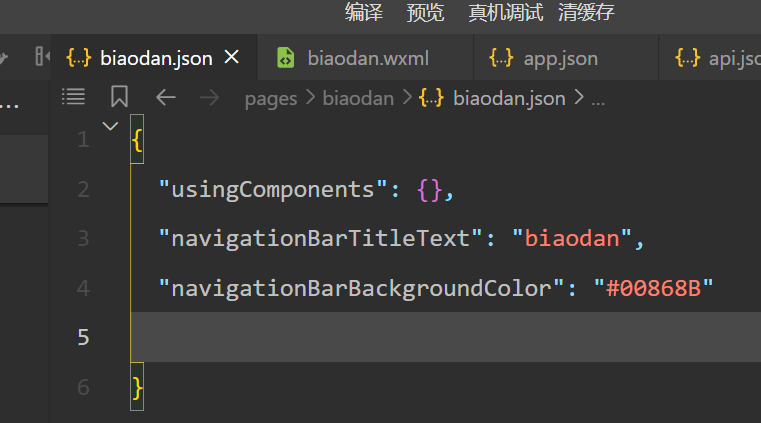 编译 预览 真机调试 清缓存
{..} biaodan.json × biaodan.wxml {..} app.json {..} api.jsc
... pages > biaodan > {..} biaodan.json > ...
1 {
2 "usingComponents": {},
3 "navigationBarTitleText": "biaodan",
4 "navigationBarBackgroundColor": "#00868B"
5
6 }